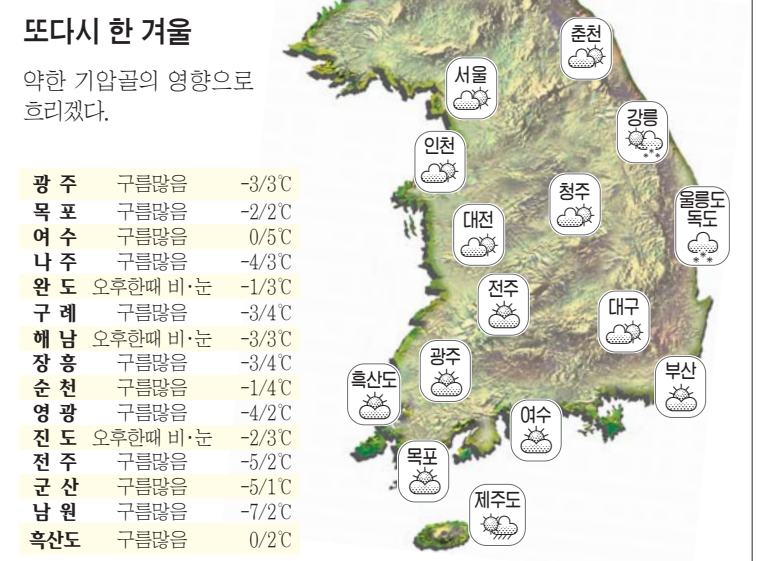 또다시 한 겨울
약한 기압골의 영향으로
흐리겠다.
광 주 구름많음 -3/3℃
목 포 구름많음 -2/2℃
여 수 구름많음 0/5℃
나 주 구름많음 -4/3℃
완 도 오후한때 비·눈 -1/3℃
구 례 구름많음 -3/4℃
해 남 오후한때 비·눈 -3/3℃
장 흥 구름많음 -3/4℃
순 천 구름많음 -1/4℃
영 광 구름많음 -4/2℃
진 도 오후한때 비·눈 -2/3℃
전 주 구름많음 -5/2℃
군 산 구름많음 -5/1℃
남 원 구름많음 -7/2℃
흑산도 구름많음 0/2℃
춘천
서울
강릉
인천
청주
울릉도
독도
대전
전주
대구
광주
부산
흑산도
여수
목포
제주도